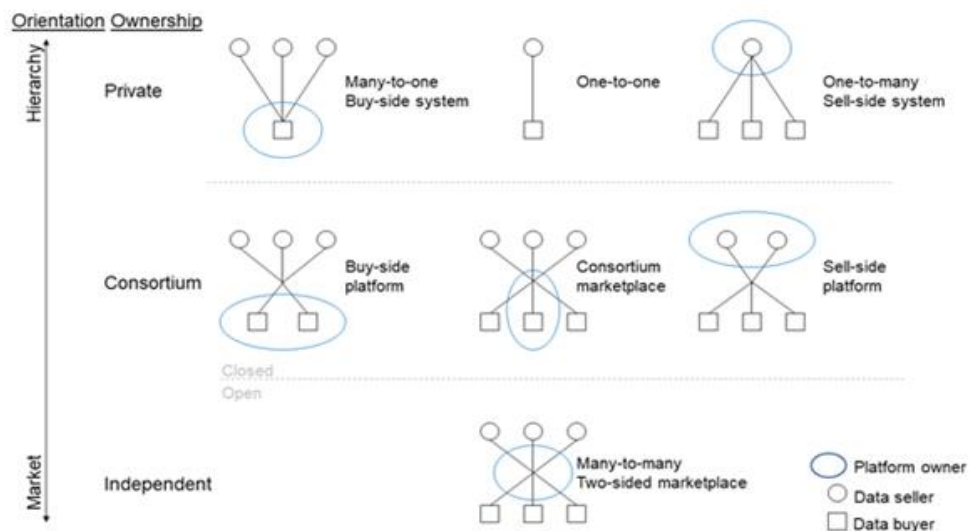 Orientation Ownership
Hierarchy
Private
Many-to-one
Buy-side system
One-to-one
One-to-many
Sell-side system
Consortium
Buy-side
platform
Consortium
marketplace
Sell-side
platform
Closed
Open
Market
Independent
Many-to-many
Two-sided marketplace
Platform owner
Data seller
Data buyer